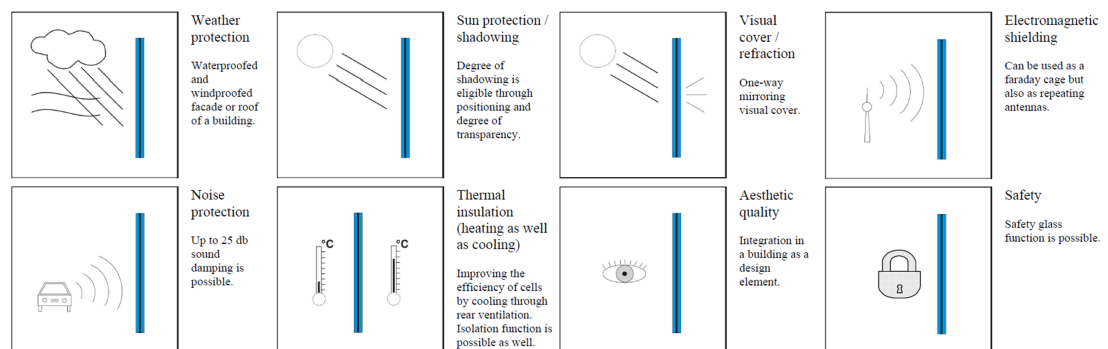 Weather
protection
Waterproofed
and
windproofed
facade or roof
of a building.
Sun protection /
shadowing
Degree of
shadowing is
eligible through
positioning and
degree of
transparency.
Visual
cover /
refraction
One-way
mirroring
visual cover.
Electromagnetic
shielding
Can be used as a
faraday cage but
also as repeating
antennas.
Noise
protection
Up to 25 db
sound
damping is
possible.
°C
°C
Thermal
insulation
(heating as well
as cooling)
Improving the
efficiency of cells
by cooling through
rear ventilation.
Isolation function is
possible as well.
Aesthetic
quality
Integration in
a building as a
design
element.
Safety
Safety glass
function is possible.